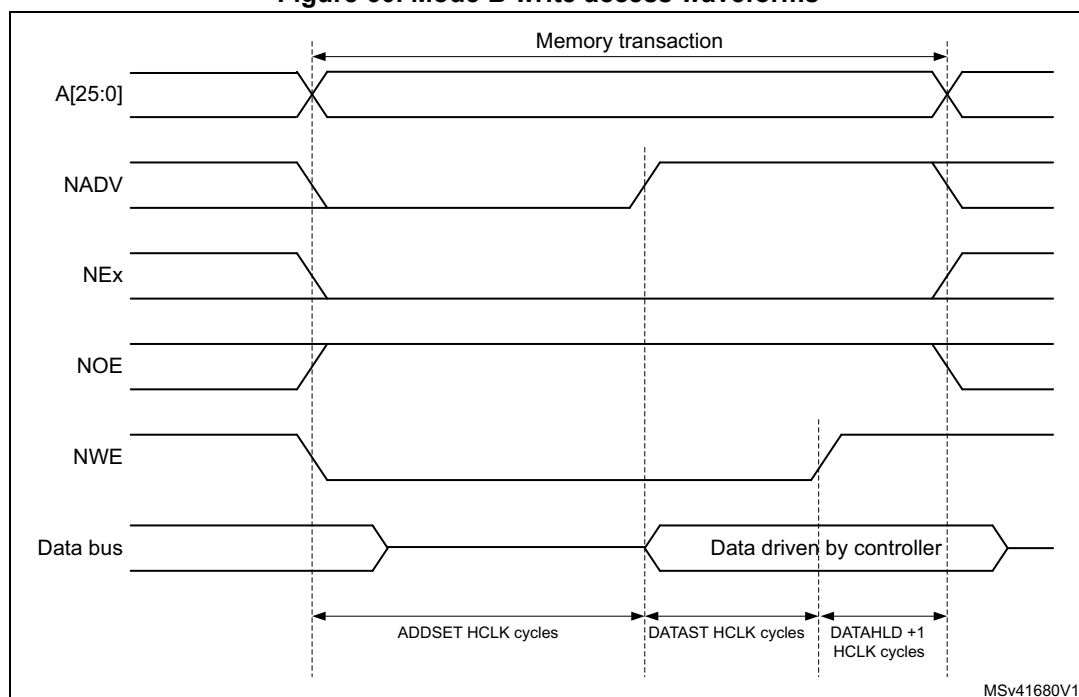 Memory transaction
A[25:0]
NADV
NEx
NOE
NWE
Data bus
Data driven by controller
ADDSET HCLK cycles
DATAST HCLK cycles
DATAHLD +1
HCLK cycles
MSv41680V1